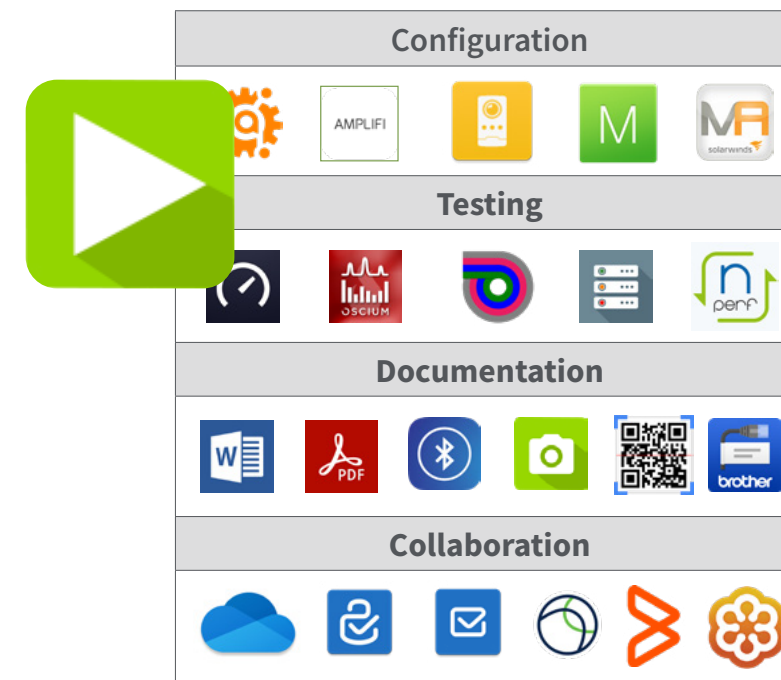 Configuration
AMPLIFI
M
MA
solarwinds
Testing
OSCIUM
n
perf
Documentation
W
PDF
brother
Collaboration